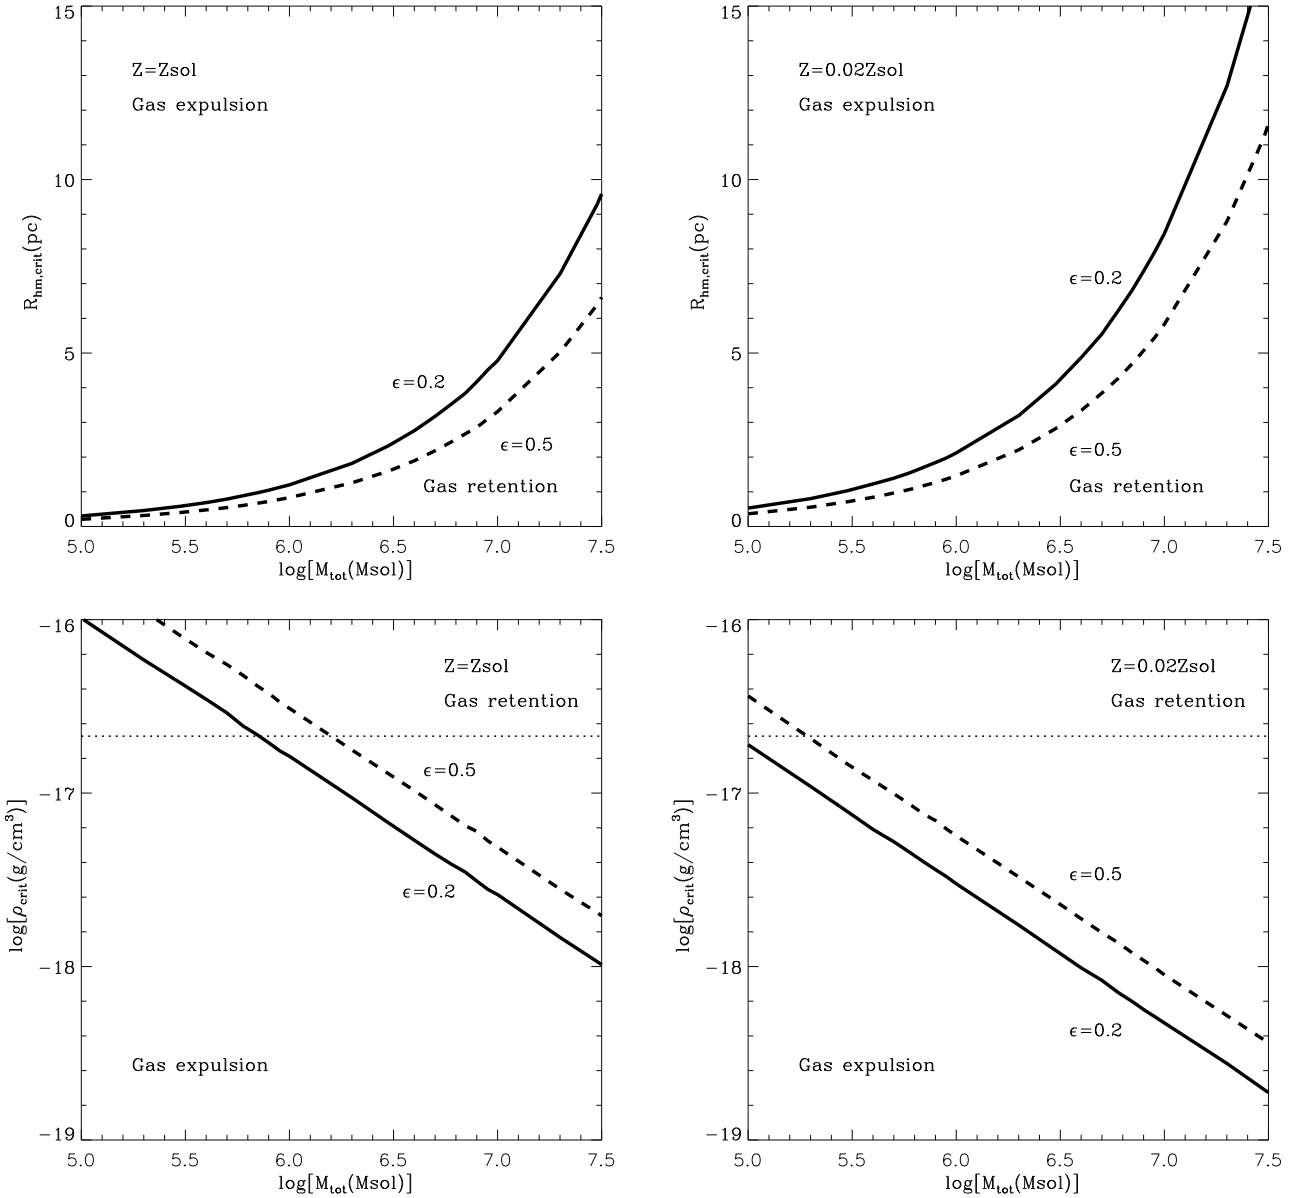 15
Z=Zsol
Gas expulsion
10
R_hm,crit(pc)
5
ϵ=0.2
ϵ=0.5
Gas retention
0
5.0 5.5 6.0 6.5 7.0 7.5
log[M_tot(Msol)]
15
Z=0.02Zsol
Gas expulsion
10
R_hm,crit(pc)
ϵ=0.2
5
ϵ=0.5
Gas retention
0
5.0 5.5 6.0 6.5 7.0 7.5
log[M_tot(Msol)]
−16
Z=Zsol
Gas retention
ϵ=0.5
−17
log[ρ_crit(g/cm³)]
ϵ=0.2
−18
Gas expulsion
−19
5.0 5.5 6.0 6.5 7.0 7.5
log[M_tot(Msol)]
−16
Z=0.02Zsol
Gas retention
−17
log[ρ_crit(g/cm³)]
ϵ=0.5
−18
ϵ=0.2
Gas expulsion
−19
5.0 5.5 6.0 6.5 7.0 7.5
log[M_tot(Msol)]